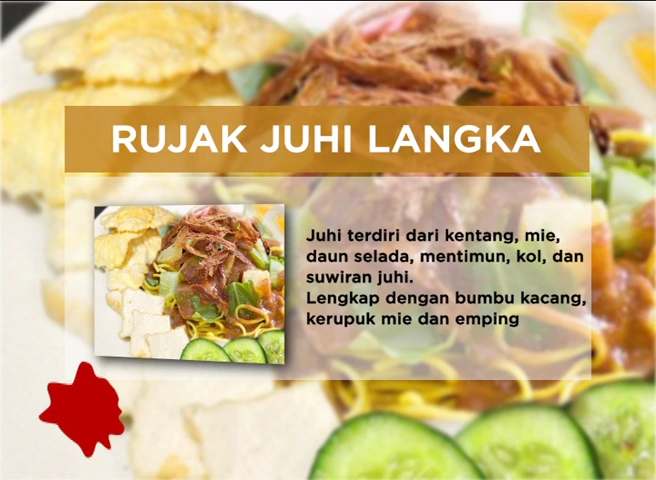 RUJAK JUHI LANGKA
Juhi terdiri dari kentang, mie,
daun selada, mentimun, kol, dan
suwiran juhi.
Lengkap dengan bumbu kacang,
kerupuk mie dan emping